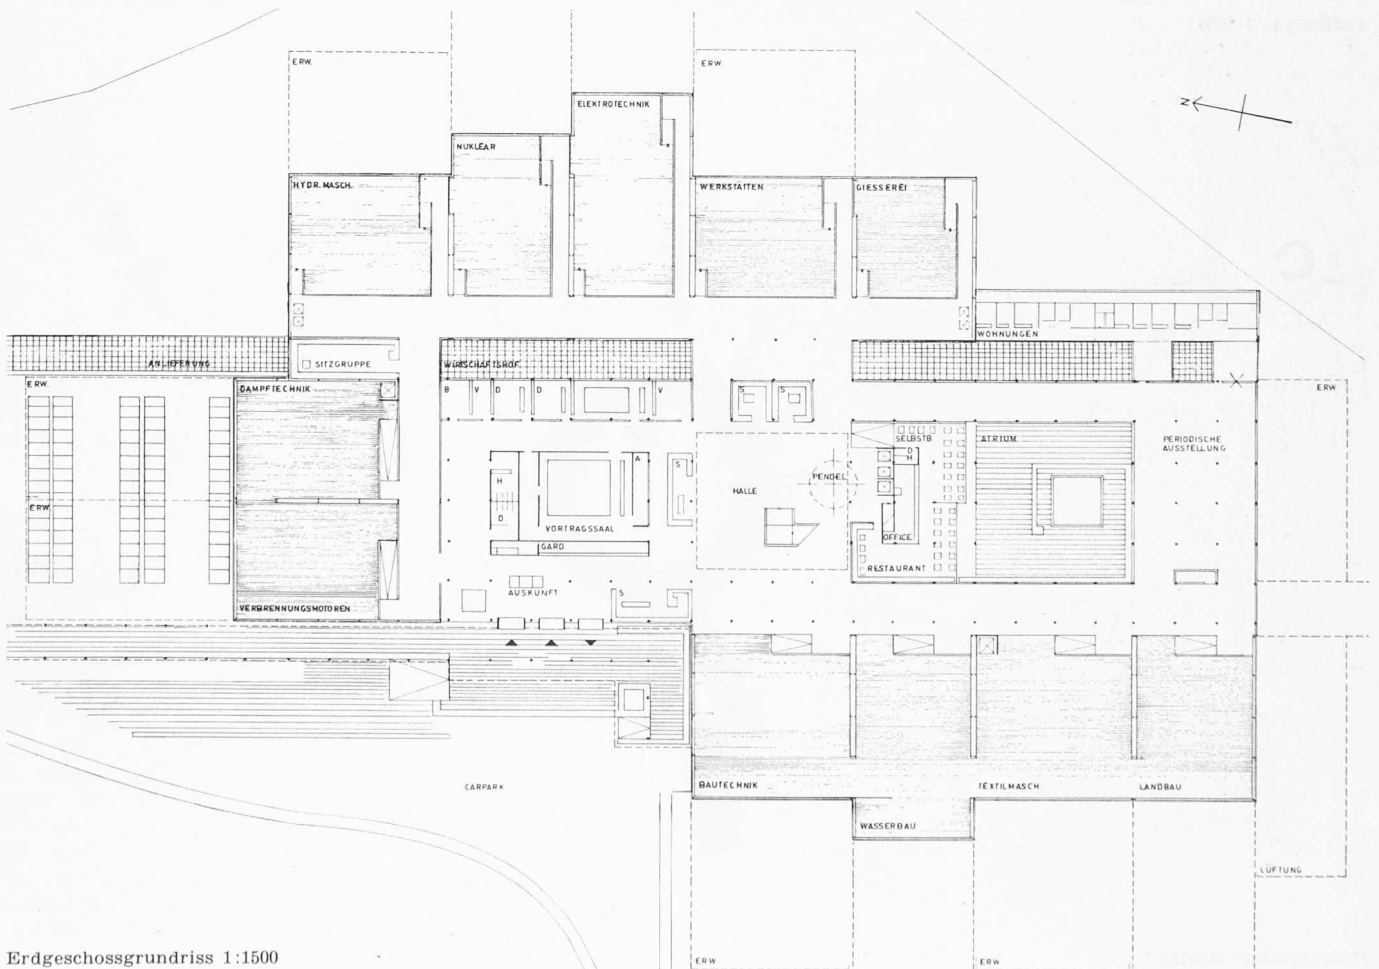 ERW.
ERW
ELEKTROTECHNIK
N
NUKLEAR
HYDR. MASCH.
WERKSTÄTTEN
GIESSEREI
WOHNUNGEN
ANLIEFERUNG
SITZGRUPPE
WIRTSCHAFTSHOF
ERW.
DAMPFTECHNIK
B V D D V
S S
ERW
SELBSTB
ATRIUM
PERIODISCHE
AUSSTELLUNG
A
S
D
H
H
PENDEL
HALLE
ERW.
D
VORTRAGSSAAL
OFFICE
GARD
RESTAURANT
AUSKUNFT
S
VERBRENNUNGSMOTOREN
CARPARK
BAUTECHNIK
TEXTILMASCH.
LANDBAU
WASSERBAU
LÜFTUNG
Erdgeschossgrundriss 1:1500
ERW
ERW